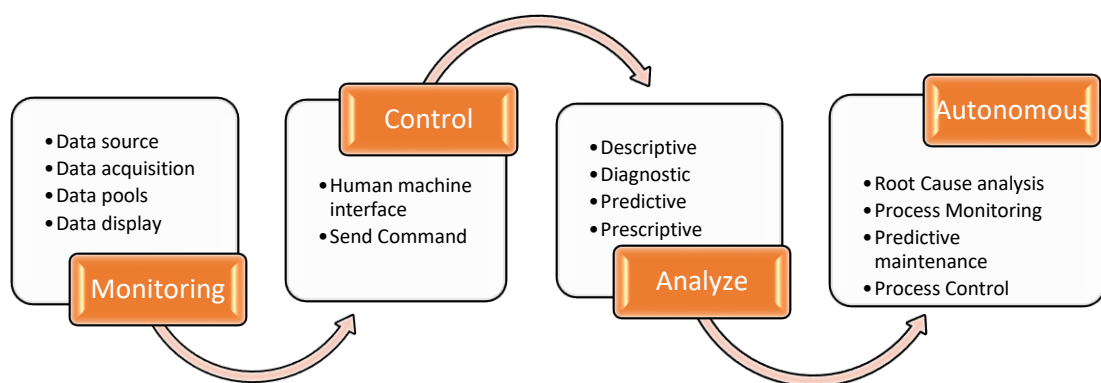 • Data source
• Data acquisition
• Data pools
• Data display
Monitoring
Control
• Human machine
interface
• Send Command
• Descriptive
• Diagnostic
• Predictive
• Prescriptive
Analyze
Autonomous
• Root Cause analysis
• Process Monitoring
• Predictive
maintenance
• Process Control